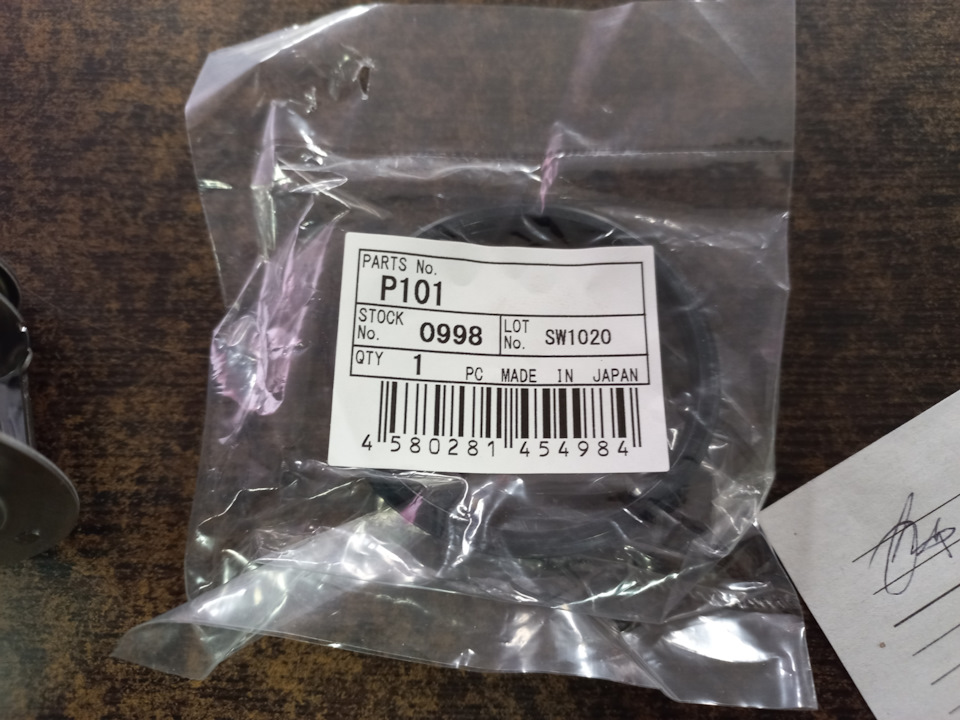 PARTS No.
P101
STOCK No. 0998 LOT No. SW1020
QTY 1 PC MADE IN JAPAN
4 580281 454984